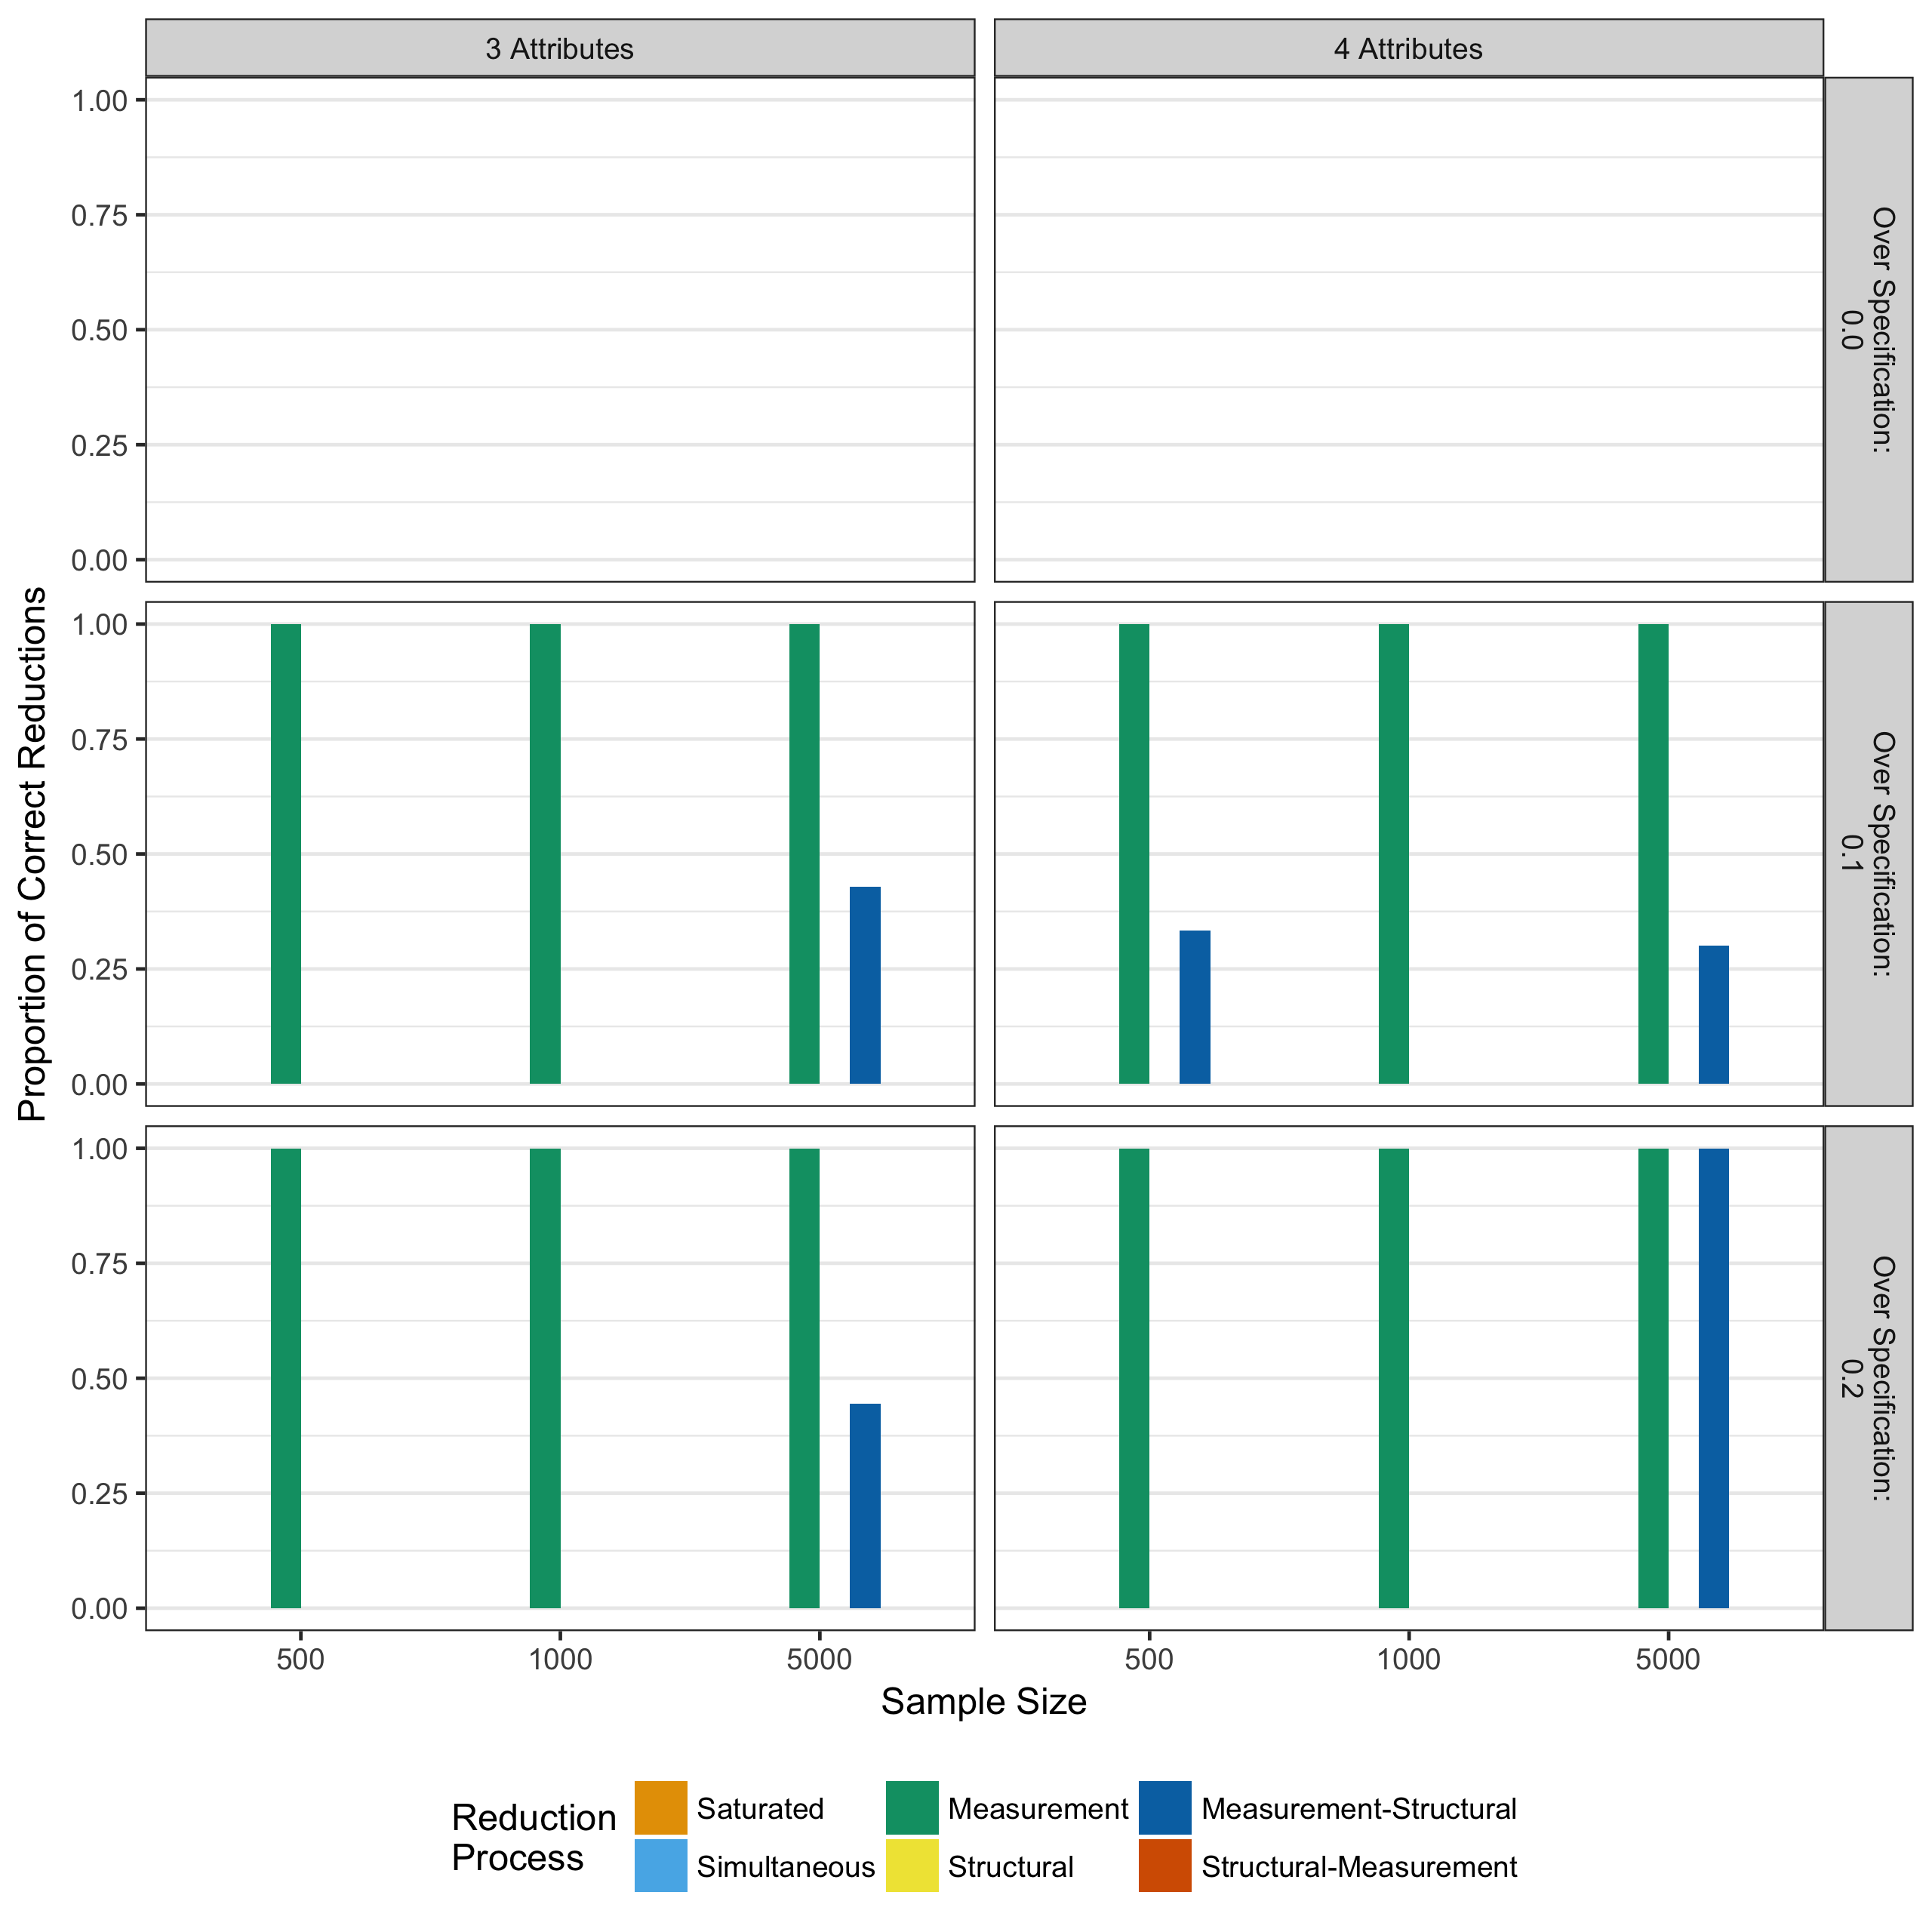 3 Attributes
4 Attributes
1.00
0.75
0.50
0.25
0.00
Over Specification:
0.0
1.00
0.75
0.50
0.25
0.00
Over Specification:
0.1
1.00
0.75
0.50
0.25
0.00
Over Specification:
0.2
Proportion of Correct Reductions
500
1000
5000
500
1000
5000
Sample Size
Reduction
Process
Saturated
Measurement
Measurement-Structural
Simultaneous
Structural
Structural-Measurement